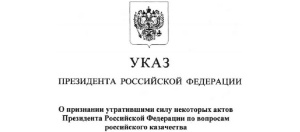 УКАЗ
ПРЕЗИДЕНТА РОССИЙСКОЙ ФЕДЕРАЦИИ
О признании утратившими силу некоторых актов
Президента Российской Федерации по вопросам
российского казачества